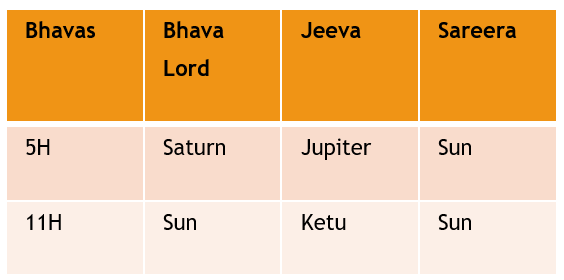 Bhavas Bhava Lord Jeeva Sareera
5H Saturn Jupiter Sun
11H Sun Ketu Sun